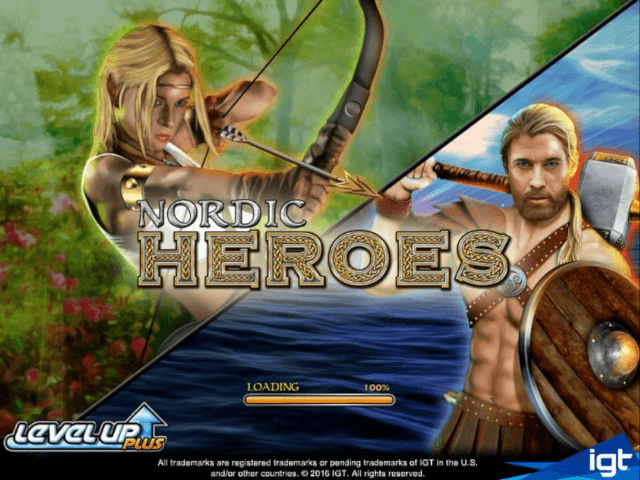 NORDIC
HEROES
LOADING 100%
LEVEL UP
PLUS
All trademarks are registered trademarks or pending trademarks of IGT in the U.S.
and/or other countries. © 2016 IGT. All rights reserved.
igt